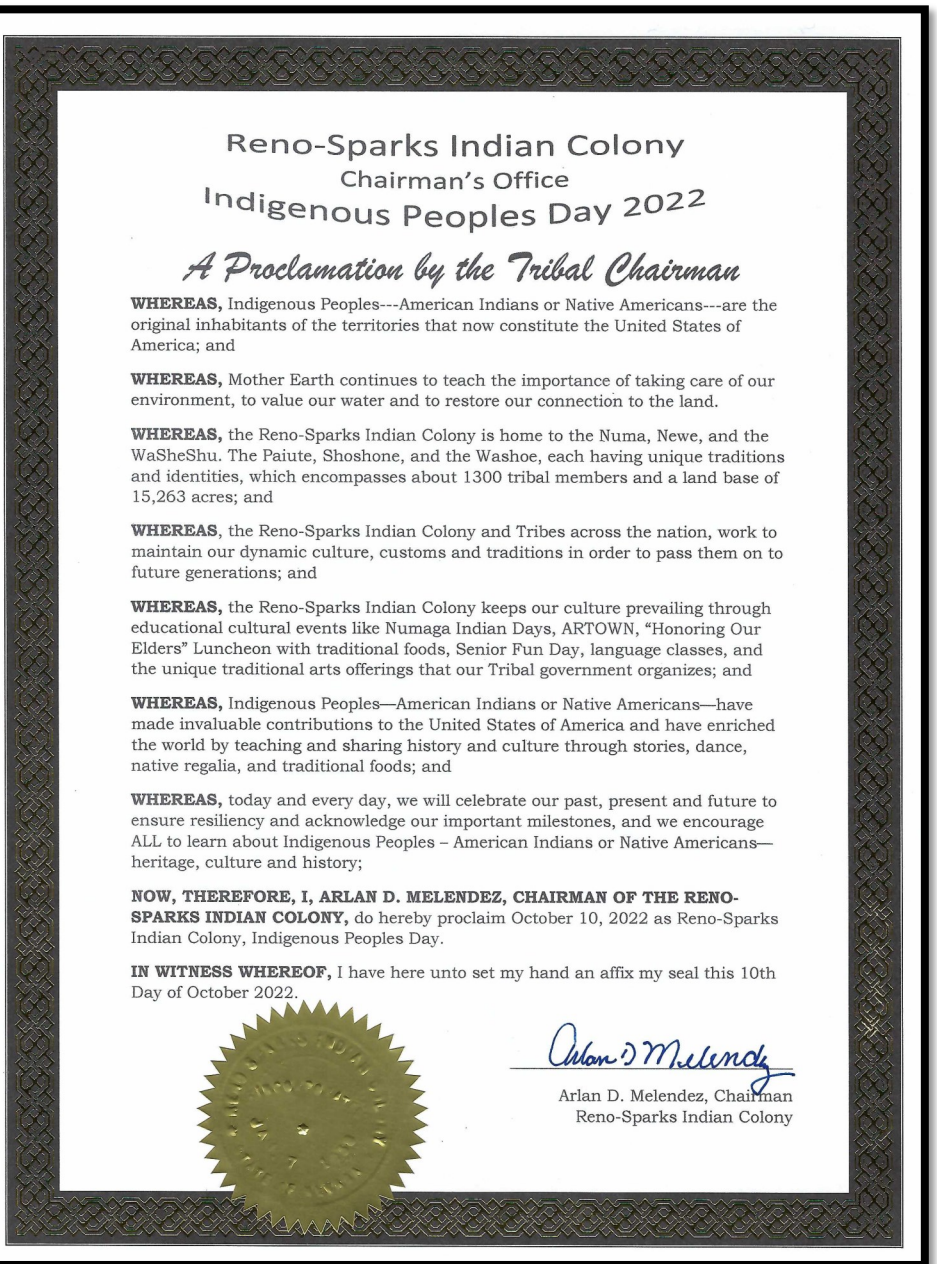 Reno-Sparks Indian Colony
Chairman's Office
Indigenous Peoples Day 2022
A Proclamation by the Tribal Chairman
WHEREAS, Indigenous Peoples---American Indians or Native Americans---are the
original inhabitants of the territories that now constitute the United States of
America; and
WHEREAS, Mother Earth continues to teach the importance of taking care of our
environment, to value our water and to restore our connection to the land.
WHEREAS, the Reno-Sparks Indian Colony is home to the Numa, Newe, and the
WaSheShu. The Paiute, Shoshone, and the Washoe, each having unique traditions
and identities, which encompasses about 1300 tribal members and a land base of
15,263 acres; and
WHEREAS, the Reno-Sparks Indian Colony and Tribes across the nation, work to
maintain our dynamic culture, customs and traditions in order to pass them on to
future generations; and
WHEREAS, the Reno-Sparks Indian Colony keeps our culture prevailing through
educational cultural events like Numaga Indian Days, ARTOWN, “Honoring Our
Elders” Luncheon with traditional foods, Senior Fun Day, language classes, and
the unique traditional arts offerings that our Tribal government organizes; and
WHEREAS, Indigenous Peoples—American Indians or Native Americans—have
made invaluable contributions to the United States of America and have enriched
the world by teaching and sharing history and culture through stories, dance,
native regalia, and traditional foods; and
WHEREAS, today and every day, we will celebrate our past, present and future to
ensure resiliency and acknowledge our important milestones, and we encourage
ALL to learn about Indigenous Peoples – American Indians or Native Americans—
heritage, culture and history;
NOW, THEREFORE, I, ARLAN D. MELENDEZ, CHAIRMAN OF THE RENO-
SPARKS INDIAN COLONY, do hereby proclaim October 10, 2022 as Reno-Sparks
Indian Colony, Indigenous Peoples Day.
IN WITNESS WHEREOF, I have here unto set my hand an affix my seal this 10th
Day of October 2022.
Arlan D Melendez
Arlan D. Melendez, Chairman
Reno-Sparks Indian Colony